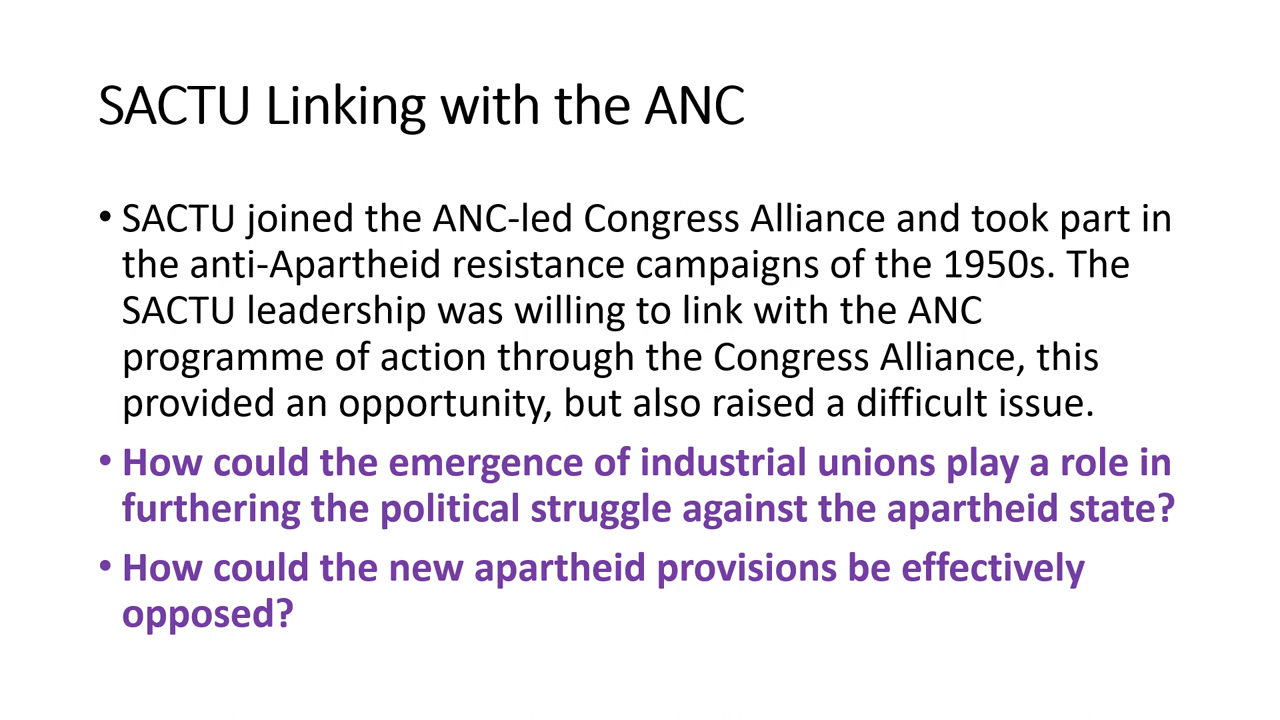 SACTU Linking with the ANC
• SACTU joined the ANC-led Congress Alliance and took part in
the anti-Apartheid resistance campaigns of the 1950s. The
SACTU leadership was willing to link with the ANC
programme of action through the Congress Alliance, this
provided an opportunity, but also raised a difficult issue.
• How could the emergence of industrial unions play a role in
furthering the political struggle against the apartheid state?
• How could the new apartheid provisions be effectively
opposed?